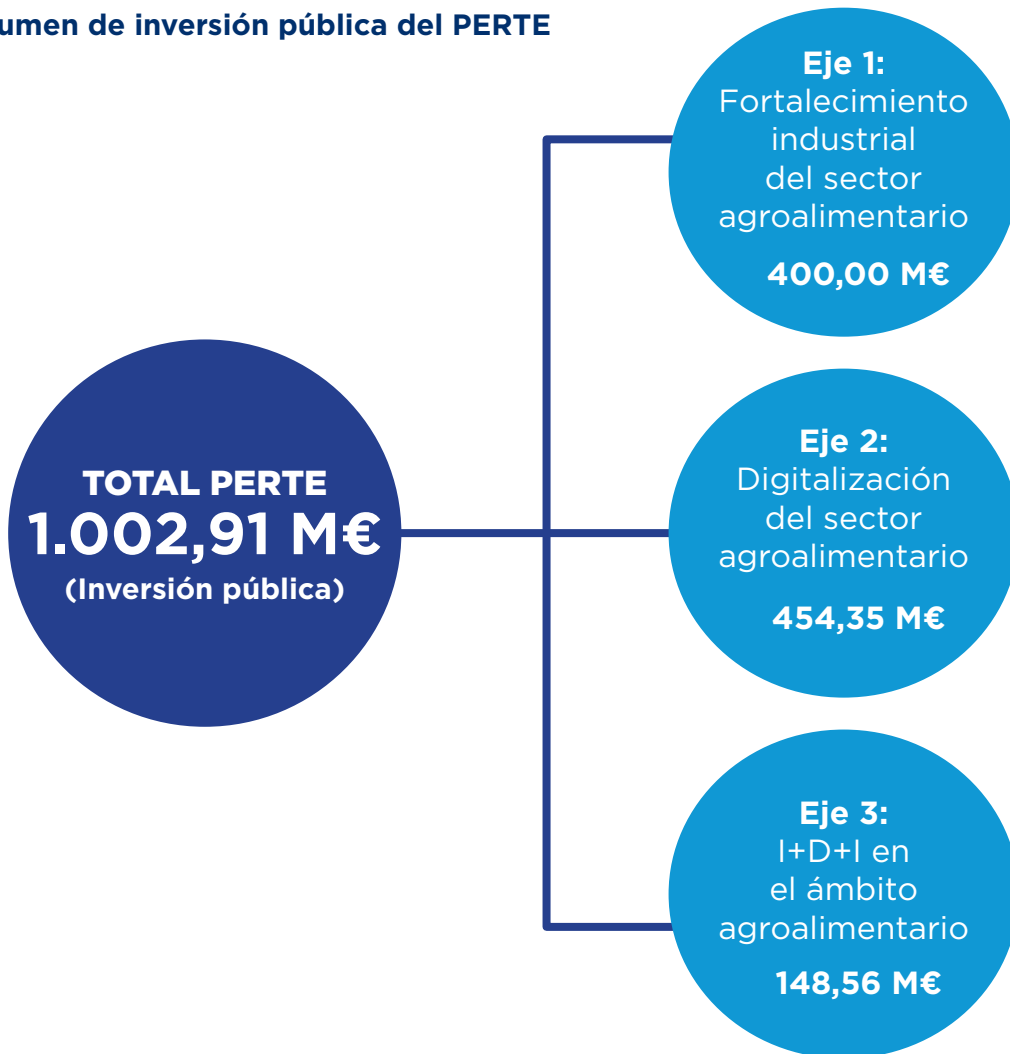 umen de inversión pública del PERTE
TOTAL PERTE
1.002,91 M€
(Inversión pública)
Eje 1:
Fortalecimiento
industrial
del sector
agroalimentario
400,00 M€
Eje 2:
Digitalización
del sector
agroalimentario
454,35 M€
Eje 3:
I+D+I en
el ámbito
agroalimentario
148,56 M€